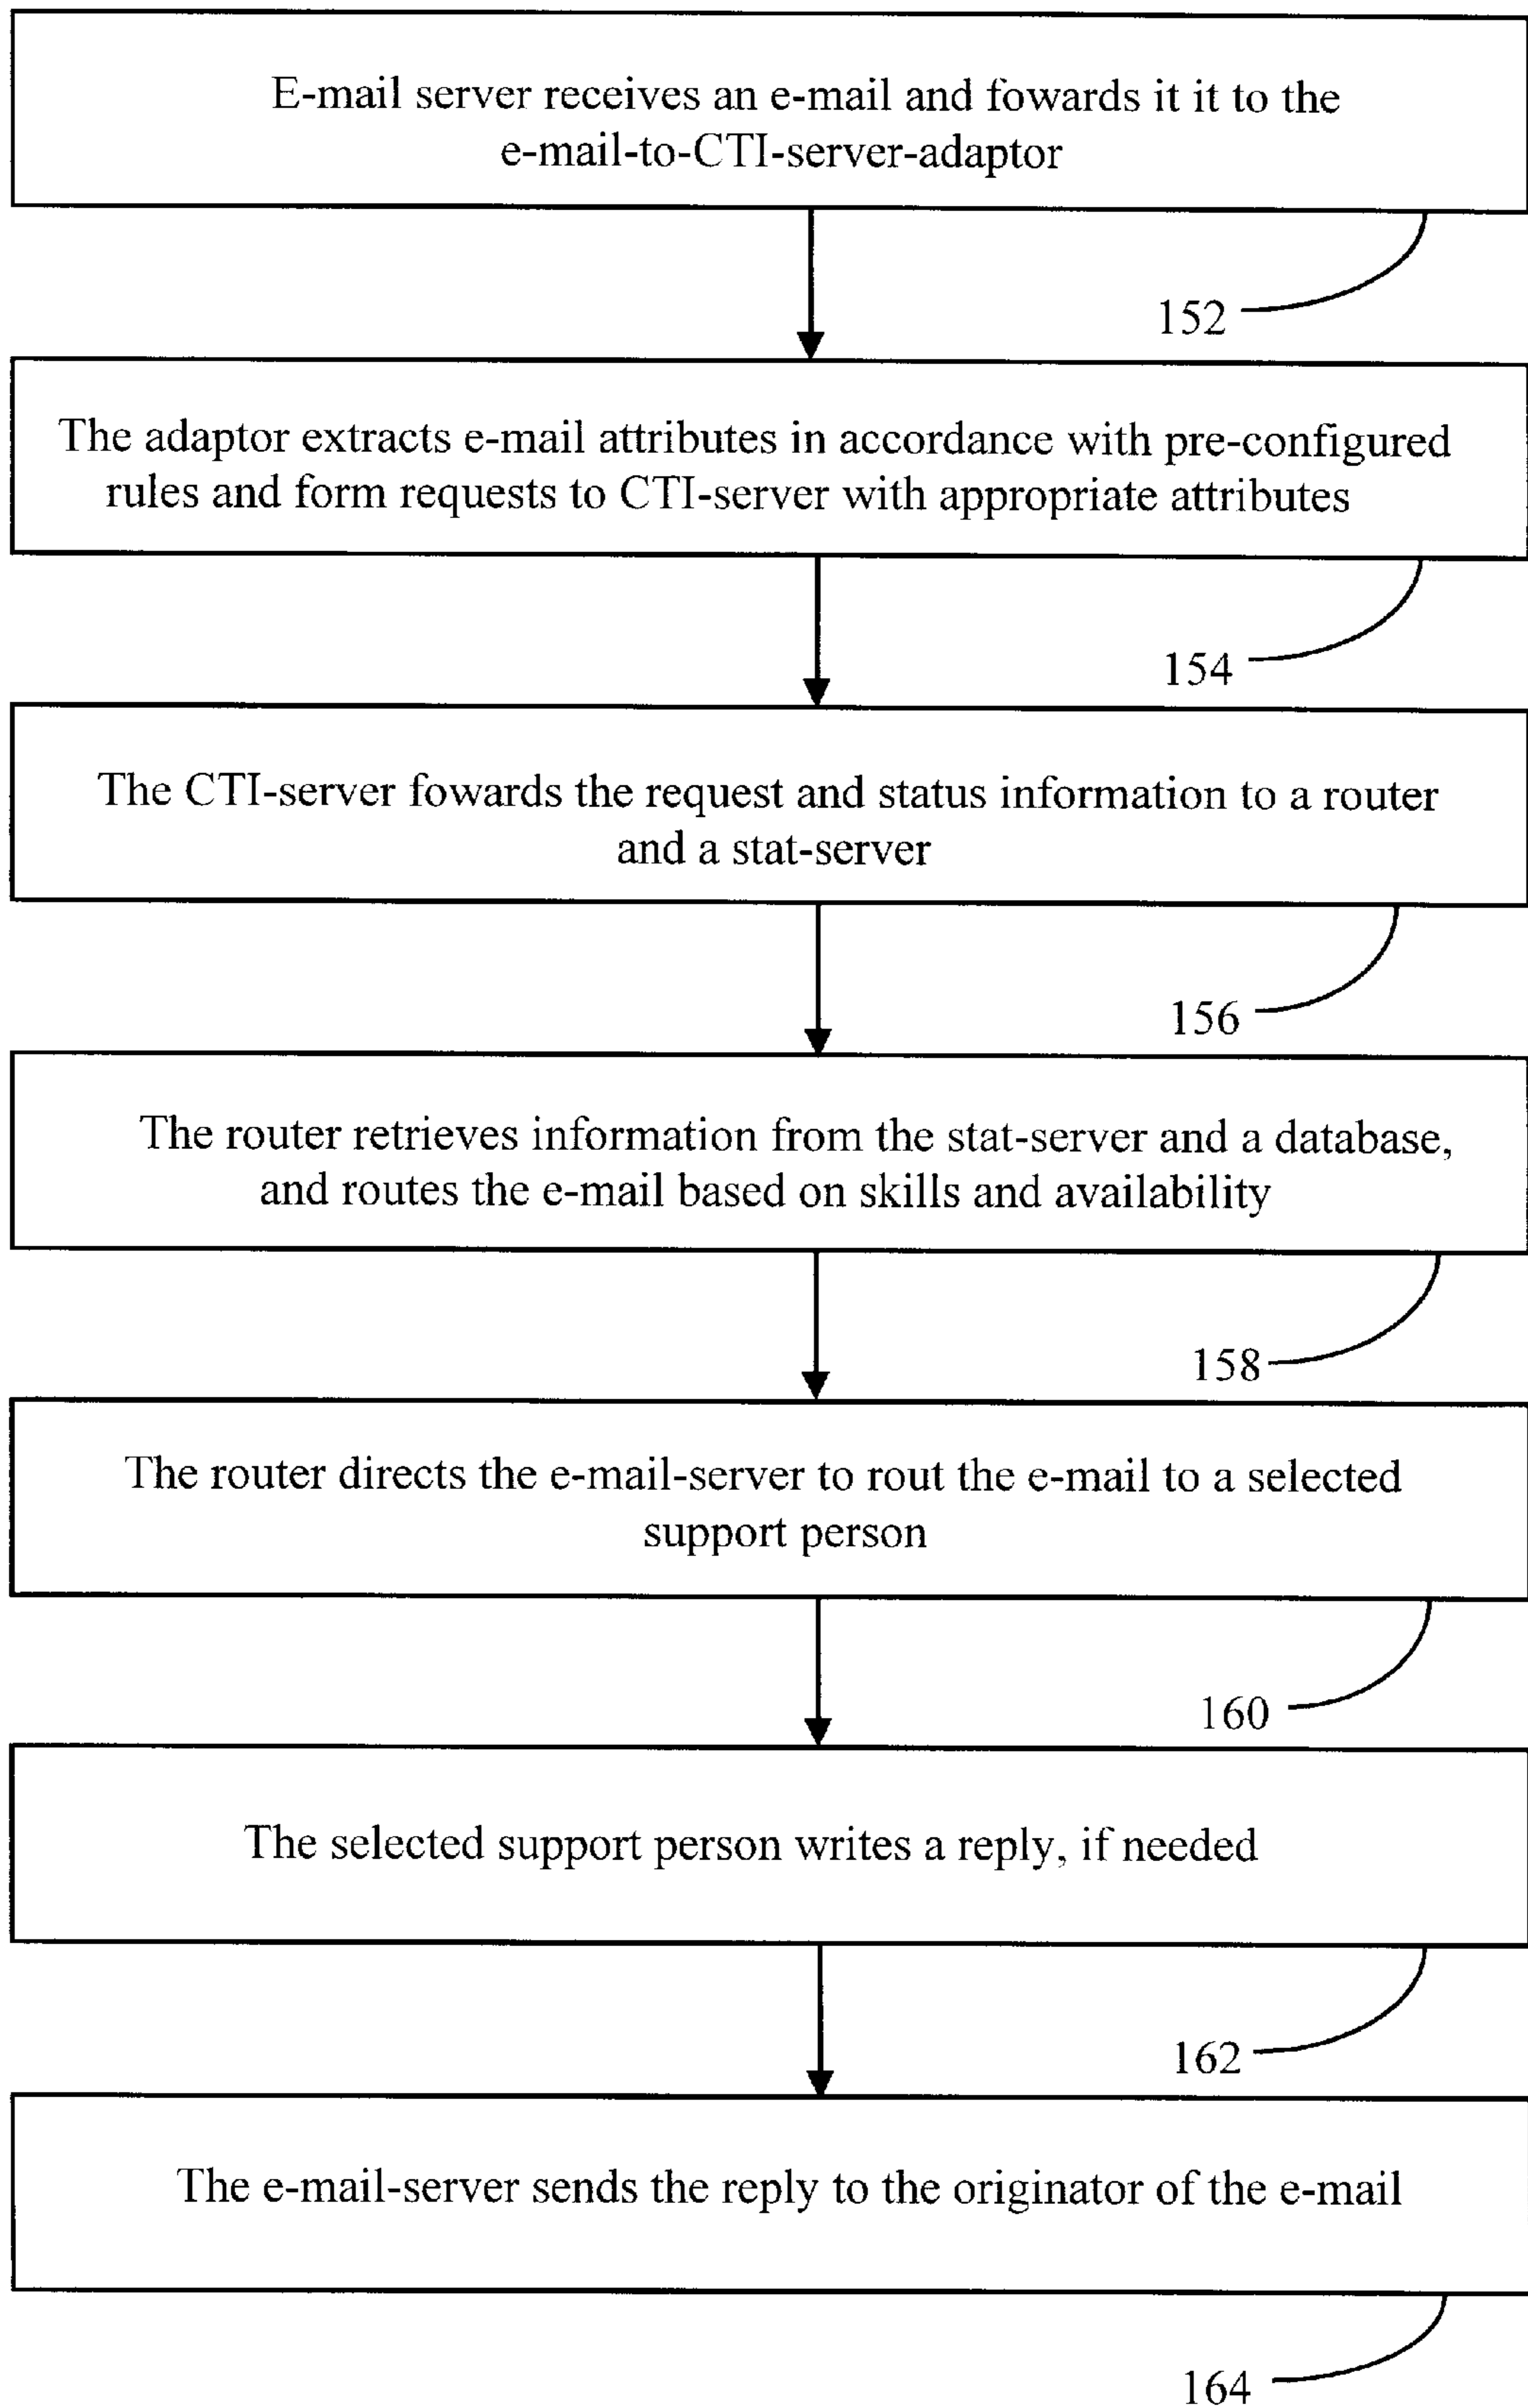 E-mail server receives an e-mail and fowards it it to the
e-mail-to-CTI-server-adaptor
152
The adaptor extracts e-mail attributes in accordance with pre-configured
rules and form requests to CTI-server with appropriate attributes
154
The CTI-server fowards the request and status information to a router
and a stat-server
156
The router retrieves information from the stat-server and a database,
and routes the e-mail based on skills and availability
158
The router directs the e-mail-server to rout the e-mail to a selected
support person
160
The selected support person writes a reply, if needed
162
The e-mail-server sends the reply to the originator of the e-mail
164